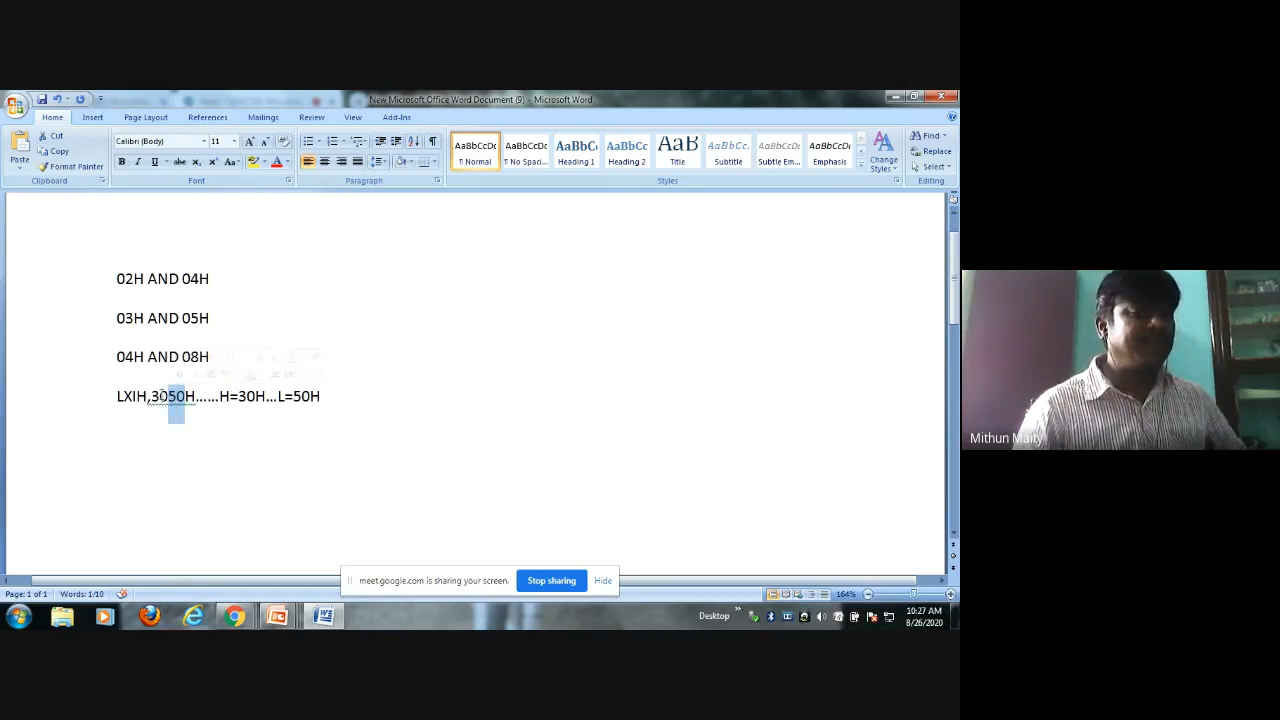 New Microsoft Office Word Document (9) - Microsoft Word
Home Insert Page Layout References Mailings Review View Add-Ins
Cut
Copy
Format Painter
Paste
Calibri (Body) 11
AaBbCcDc AaBbCcDc AaBbCc AaBbCc AaB AaBbCc. AaBbCcDc AaBbCcDc
¶ Normal ¶ No Spaci... Heading 1 Heading 2 Title Subtitle Subtle Em... Emphasis
Change Styles
Find
Replace
Select
Clipboard Font Paragraph Styles Editing
02H AND 04H
03H AND 05H
04H AND 08H
LXIH,3050H……H=30H…L=50H
Mithun Maity
meet.google.com is sharing your screen. Stop sharing Hide
Page: 1 of 1 Words: 1/10 164%
Desktop
10:27 AM
8/26/2020